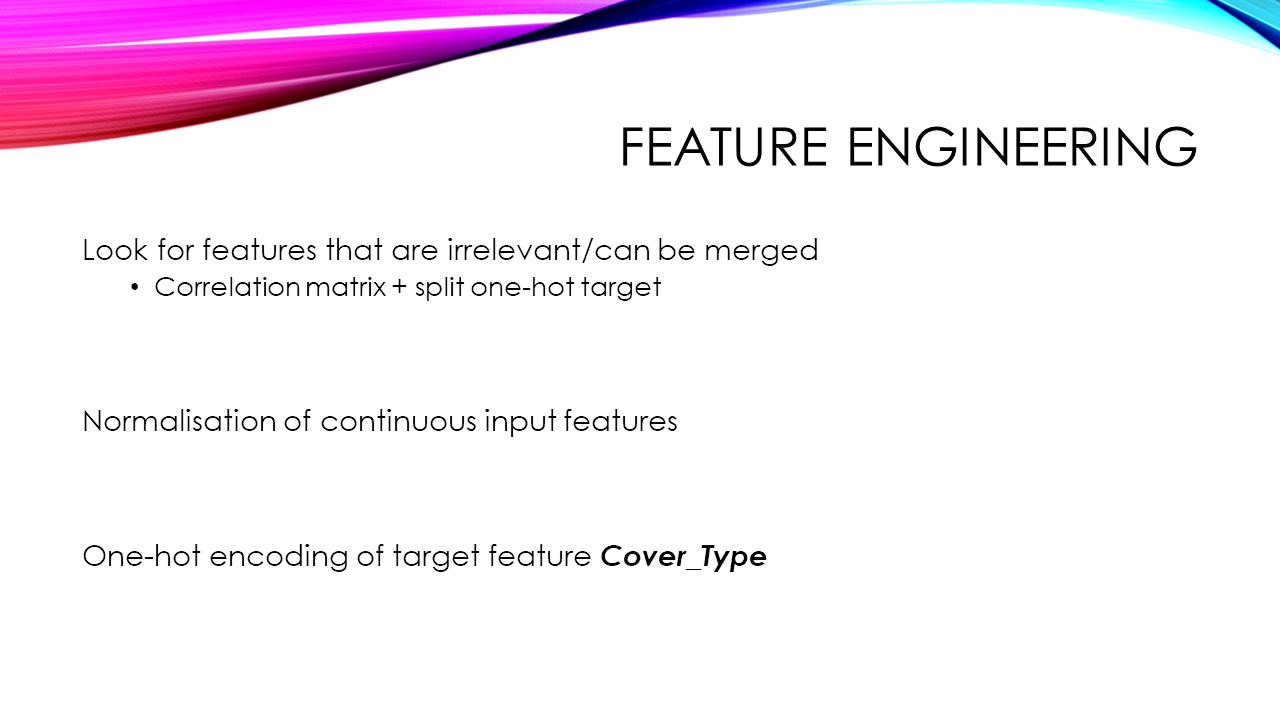 FEATURE ENGINEERING
Look for features that are irrelevant/can be merged
• Correlation matrix + split one-hot target
Normalisation of continuous input features
One-hot encoding of target feature Cover_Type